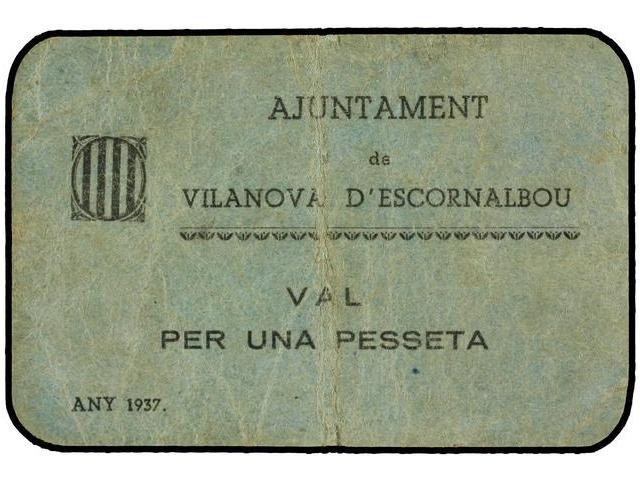 AJUNTAMENT
de
VILANOVA D'ESCORNALBOU
VAL
PER UNA PESSETA
ANY 1937.